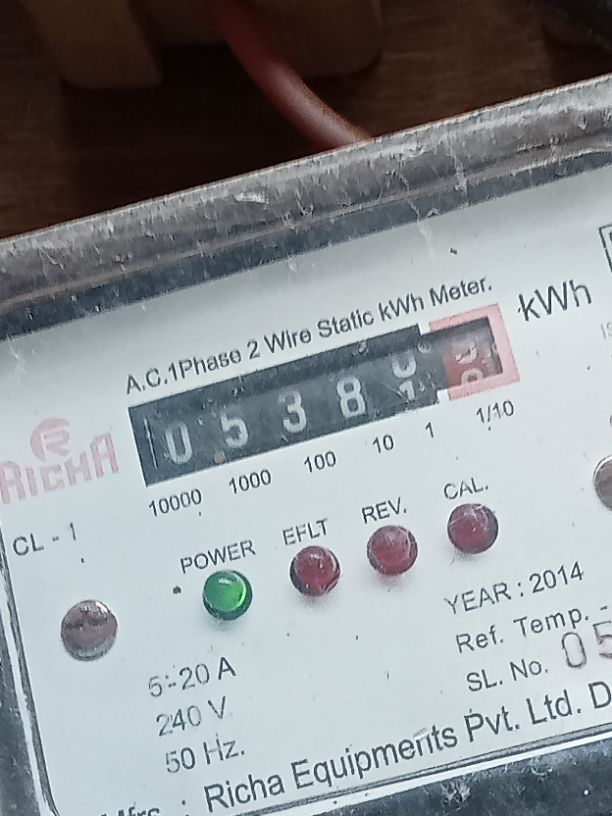 A.C.1Phase 2 Wire Static kWh Meter.
kWh
0 5 3 8
10000 1000 100 10 1 1/10
RICHA
CL - 1
POWER EFLT REV. CAL.
YEAR : 2014
Ref. Temp.
SL. No. 05
5-20 A
240 V
50 Hz.
: Richa Equipments Pvt. Ltd. D